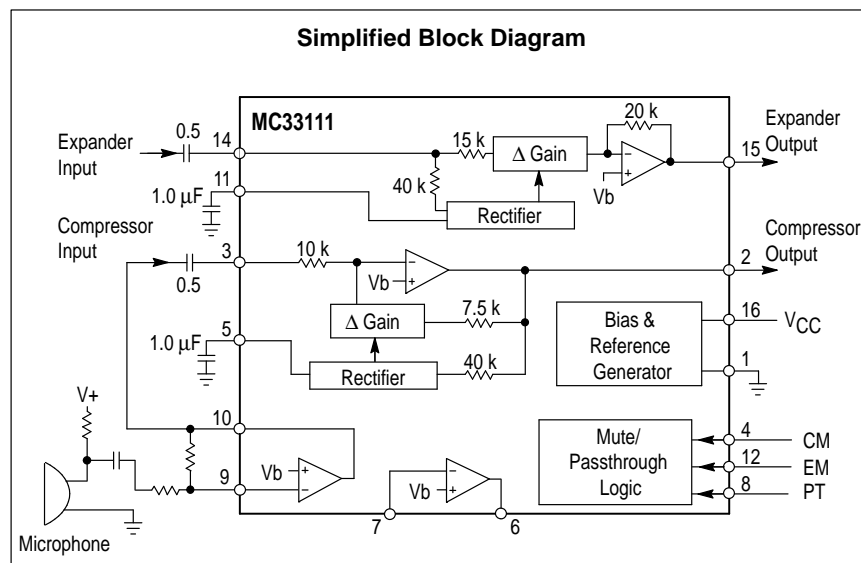 Simplified Block Diagram
MC33111
Expander
Input
0.5
14
15 k
Δ Gain
20 k
Expander
Output
15
Vb
−
+
1.0 μF
11
40 k
Rectifier
Compressor
Input
0.5
3
10 k
Vb
−
+
2
Compressor
Output
Δ Gain
7.5 k
1.0 μF
5
Rectifier
40 k
Bias &
Reference
Generator
16
VCC
1
V+
10
9
Vb
+
−
Microphone
Vb
−
+
7
6
Mute/
Passthrough
Logic
4
CM
12
EM
8
PT